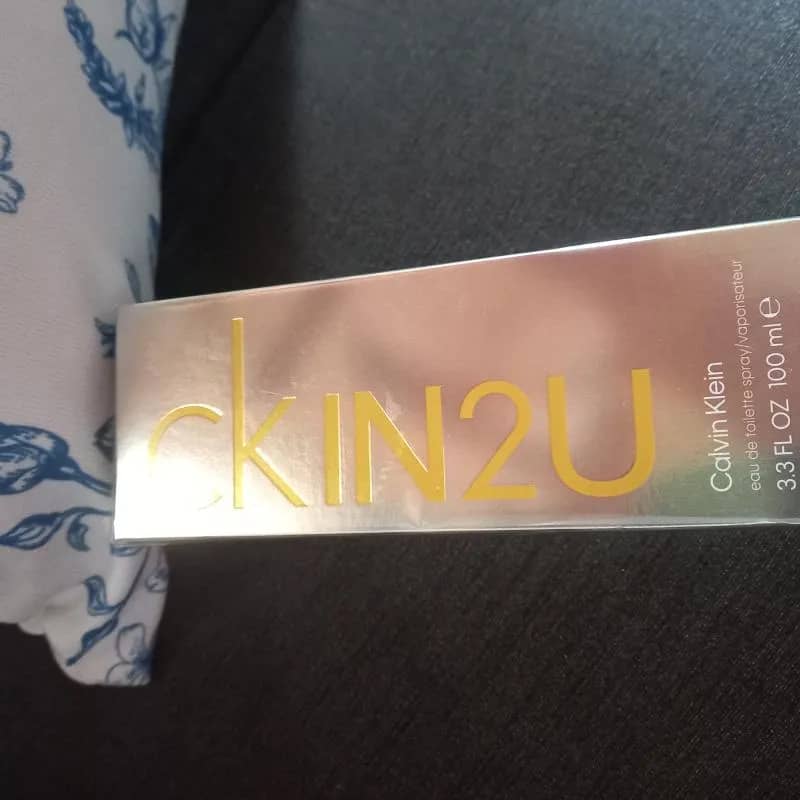 ckIN2U
Calvin Klein
eau de toilette spray/vaporisateur
3.3 FL OZ 100 ml ℮